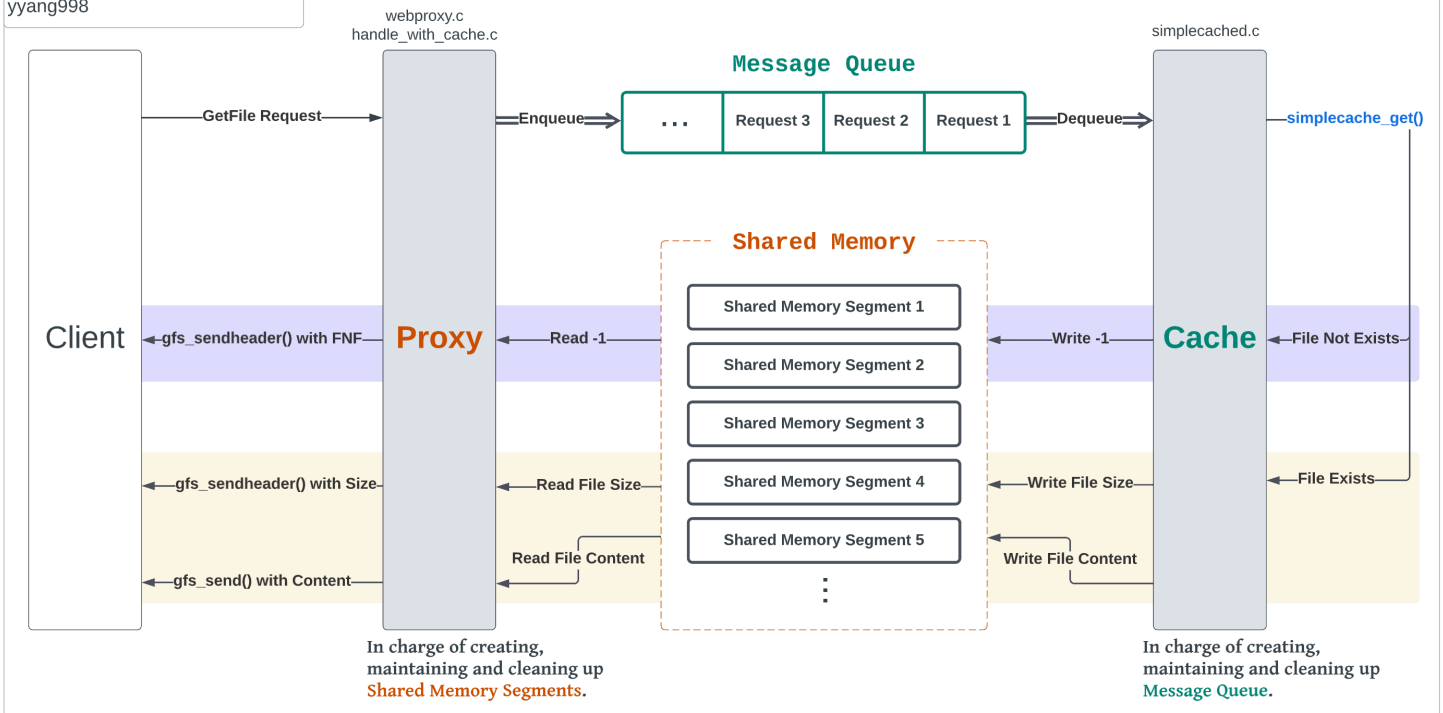 yyang998
webproxy.c
handle_with_cache.c
simplecached.c
Message Queue
GetFile Request
Enqueue
...
Request 3
Request 2
Request 1
Dequeue
simplecache_get()
Shared Memory
Shared Memory Segment 1
Client
gfs_sendheader() with FNF
Proxy
Read -1
Write -1
Cache
File Not Exists
Shared Memory Segment 2
Shared Memory Segment 3
gfs_sendheader() with Size
Read File Size
Shared Memory Segment 4
Write File Size
File Exists
Shared Memory Segment 5
Read File Content
Write File Content
gfs_send() with Content
...
In charge of creating,
maintaining and cleaning up
Shared Memory Segments.
In charge of creating,
maintaining and cleaning up
Message Queue.